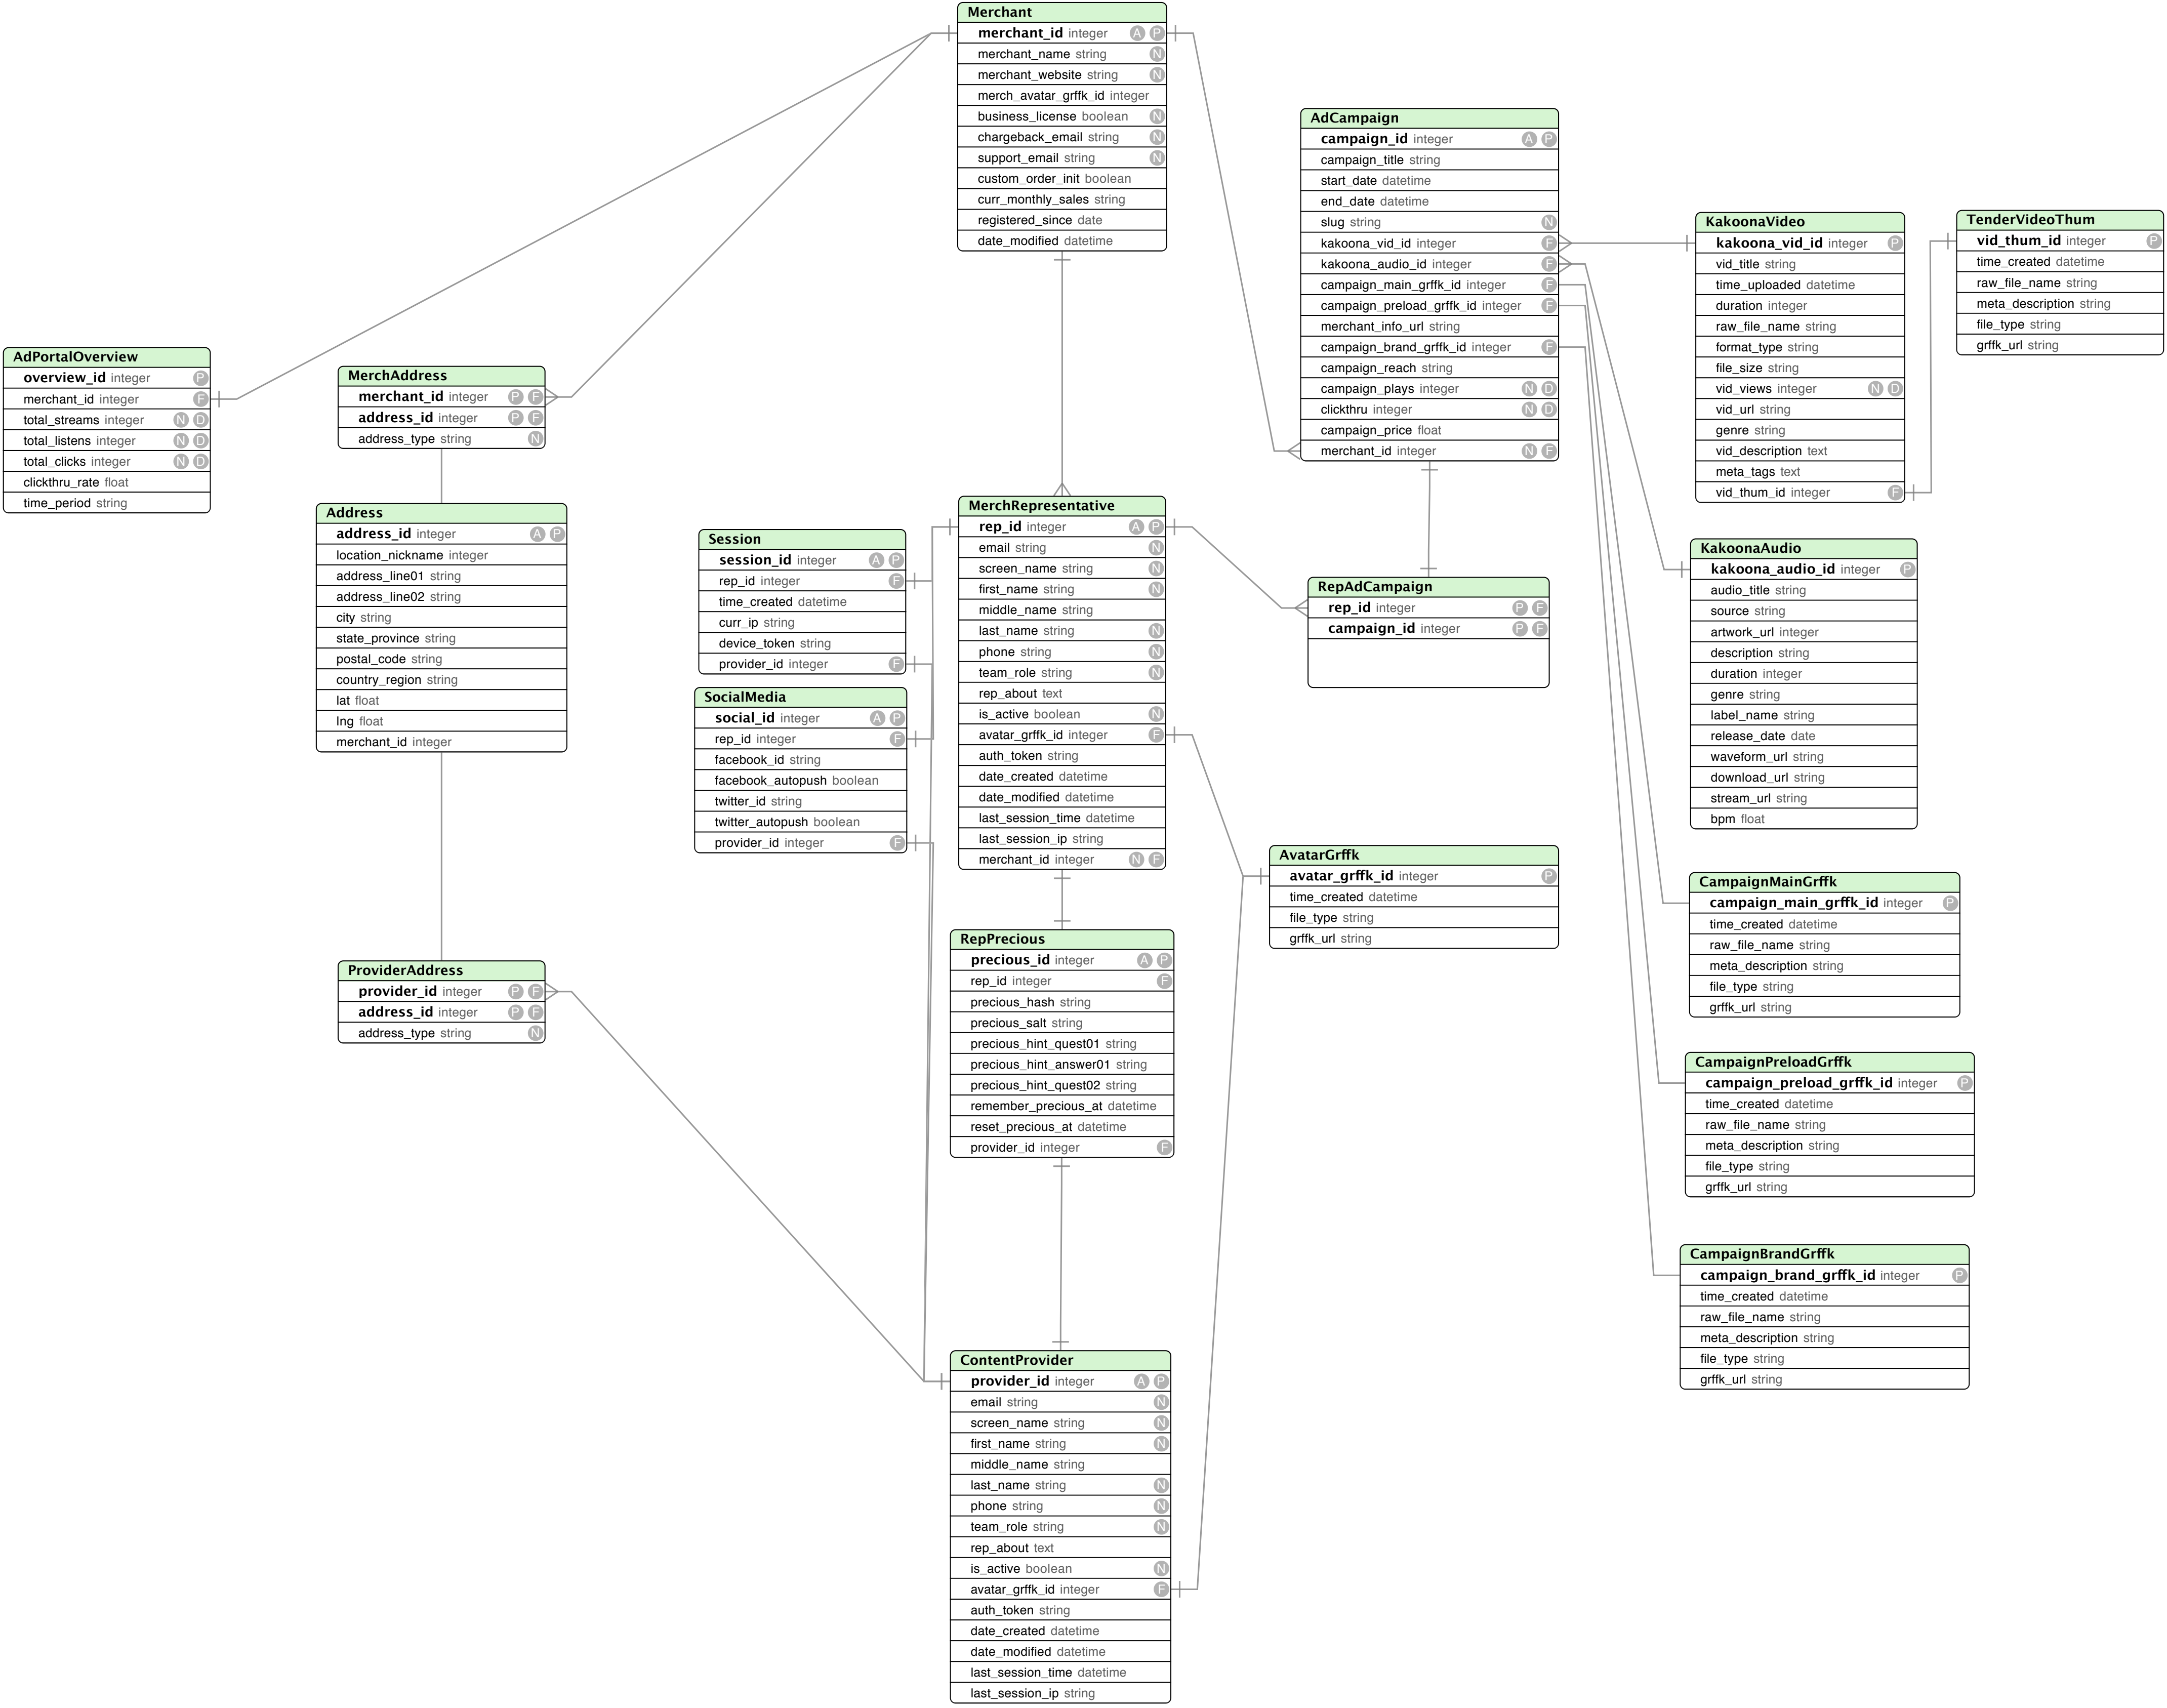 Merchant
merchant_id integer A P
merchant_name string N
merchant_website string N
merch_avatar_grffk_id integer
business_license boolean N
chargeback_email string N
support_email string N
custom_order_init boolean
curr_monthly_sales string
registered_since date
date_modified datetime
AdCampaign
campaign_id integer A P
campaign_title string
start_date datetime
end_date datetime
slug string N
kakoona_vid_id integer F
kakoona_audio_id integer F
campaign_main_grffk_id integer F
campaign_preload_grffk_id integer F
merchant_info_url string
campaign_brand_grffk_id integer F
campaign_reach string
campaign_plays integer N D
clickthru integer N D
campaign_price float
merchant_id integer N F
KakoonaVideo
kakoona_vid_id integer P
vid_title string
time_uploaded datetime
duration integer
raw_file_name string
format_type string
file_size string
vid_views integer N D
vid_url string
genre string
vid_description text
meta_tags text
vid_thum_id integer F
TenderVideoThum
vid_thum_id integer P
time_created datetime
raw_file_name string
meta_description string
file_type string
grffk_url string
AdPortalOverview
overview_id integer P
merchant_id integer F
total_streams integer N D
total_listens integer N D
total_clicks integer N D
clickthru_rate float
time_period string
MerchAddress
merchant_id integer P F
address_id integer P F
address_type string N
Address
address_id integer A P
location_nickname integer
address_line01 string
address_line02 string
city string
state_province string
postal_code string
country_region string
lat float
lng float
merchant_id integer
Session
session_id integer A P
rep_id integer F
time_created datetime
curr_ip string
device_token string
provider_id integer F
SocialMedia
social_id integer A P
rep_id integer F
facebook_id string
facebook_autopush boolean
twitter_id string
twitter_autopush boolean
provider_id integer F
MerchRepresentative
rep_id integer A P
email string N
screen_name string N
first_name string N
middle_name string
last_name string N
phone string N
team_role string N
rep_about text
is_active boolean N
avatar_grffk_id integer F
auth_token string
date_created datetime
date_modified datetime
last_session_time datetime
last_session_ip string
merchant_id integer N F
RepAdCampaign
rep_id integer P F
campaign_id integer P F
KakoonaAudio
kakoona_audio_id integer P
audio_title string
source string
artwork_url integer
description string
duration integer
genre string
label_name string
release_date date
waveform_url string
download_url string
stream_url string
bpm float
AvatarGrffk
avatar_grffk_id integer P
time_created datetime
file_type string
grffk_url string
CampaignMainGrffk
campaign_main_grffk_id integer P
time_created datetime
raw_file_name string
meta_description string
file_type string
grffk_url string
RepPrecious
precious_id integer A P
rep_id integer F
precious_hash string
precious_salt string
precious_hint_quest01 string
precious_hint_answer01 string
precious_hint_quest02 string
remember_precious_at datetime
reset_precious_at datetime
provider_id integer F
ProviderAddress
provider_id integer P F
address_id integer P F
address_type string N
CampaignPreloadGrffk
campaign_preload_grffk_id integer P
time_created datetime
raw_file_name string
meta_description string
file_type string
grffk_url string
CampaignBrandGrffk
campaign_brand_grffk_id integer P
time_created datetime
raw_file_name string
meta_description string
file_type string
grffk_url string
ContentProvider
provider_id integer A P
email string N
screen_name string N
first_name string N
middle_name string
last_name string N
phone string N
team_role string N
rep_about text
is_active boolean N
avatar_grffk_id integer F
auth_token string
date_created datetime
date_modified datetime
last_session_time datetime
last_session_ip string